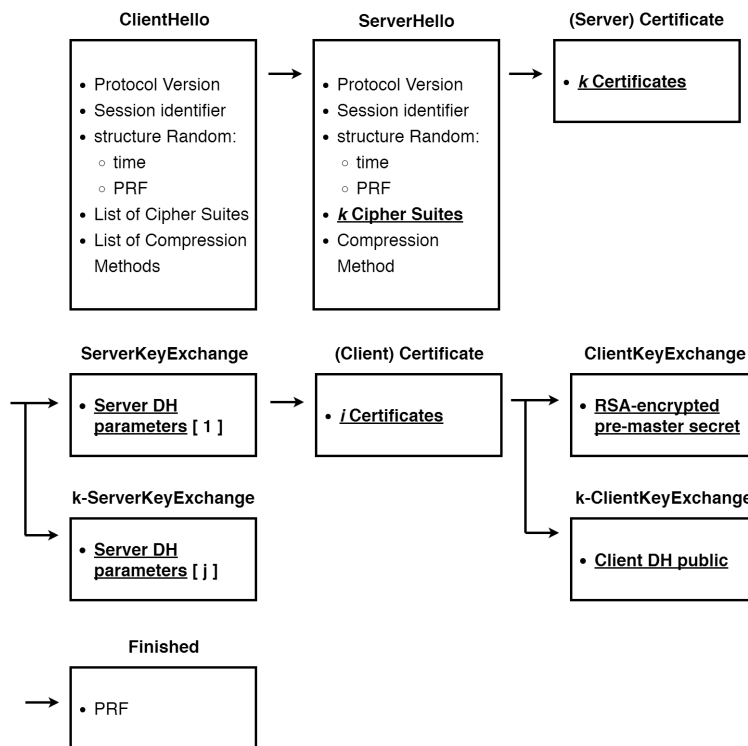 ClientHello
ServerHello
(Server) Certificate
• Protocol Version
• Session identifier
• structure Random:
○ time
○ PRF
• List of Cipher Suites
• List of Compression
Methods
• Protocol Version
• Session identifier
• structure Random:
○ time
○ PRF
• k Cipher Suites
• Compression
Method
• k Certificates
ServerKeyExchange
(Client) Certificate
ClientKeyExchange
• Server DH
parameters [ 1 ]
• i Certificates
• RSA-encrypted
pre-master secret
k-ServerKeyExchange
k-ClientKeyExchange
• Server DH
parameters [ j ]
• Client DH public
Finished
• PRF